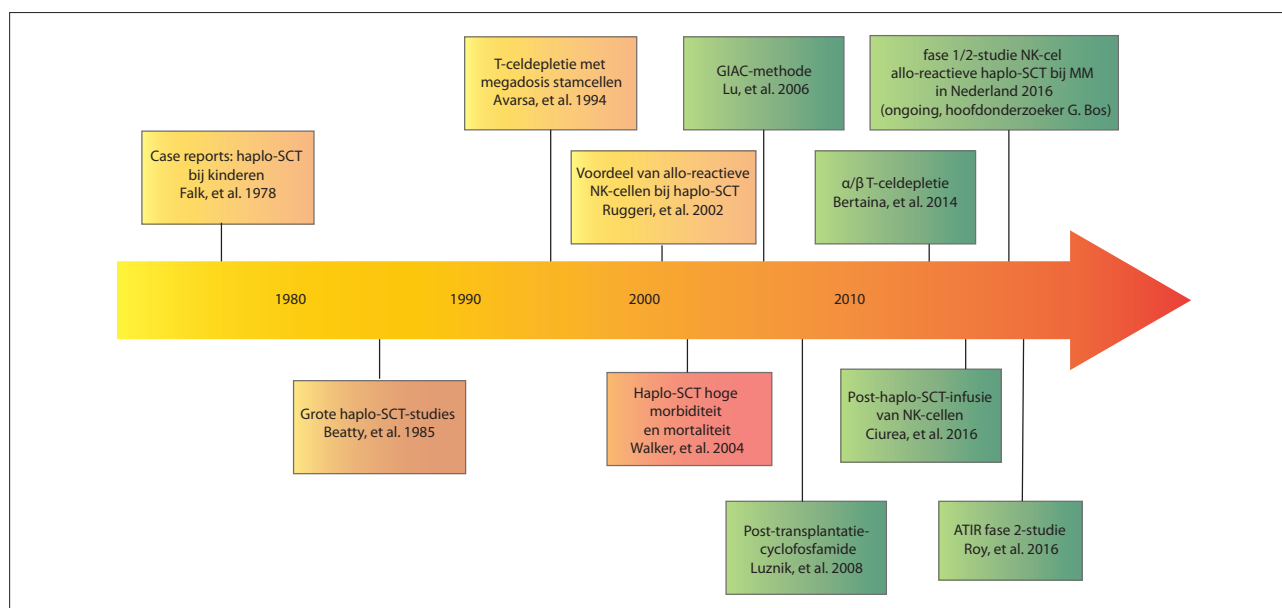 T-celdepletie met
megadosis stamcellen
Avarsa, et al. 1994
GIAC-methode
Lu, et al. 2006
fase 1/2-studie NK-cel
allo-reactieve haplo-SCT bij MM
in Nederland 2016
(ongoing, hoofdonderzoeker G. Bos)
Case reports: haplo-SCT
bij kinderen
Falk, et al. 1978
Voordeel van allo-reactieve
NK-cellen bij haplo-SCT
Ruggeri, et al. 2002
α/β T-celdepletie
Bertaina, et al. 2014
1980
1990
2000
2010
Grote haplo-SCT-studies
Beatty, et al. 1985
Haplo-SCT hoge
morbiditeit
en mortaliteit
Walker, et al. 2004
Post-haplo-SCT-infusie
van NK-cellen
Ciurea, et al. 2016
Post-transplantatie-
cyclofosfamide
Luznik, et al. 2008
ATIR fase 2-studie
Roy, et al. 2016